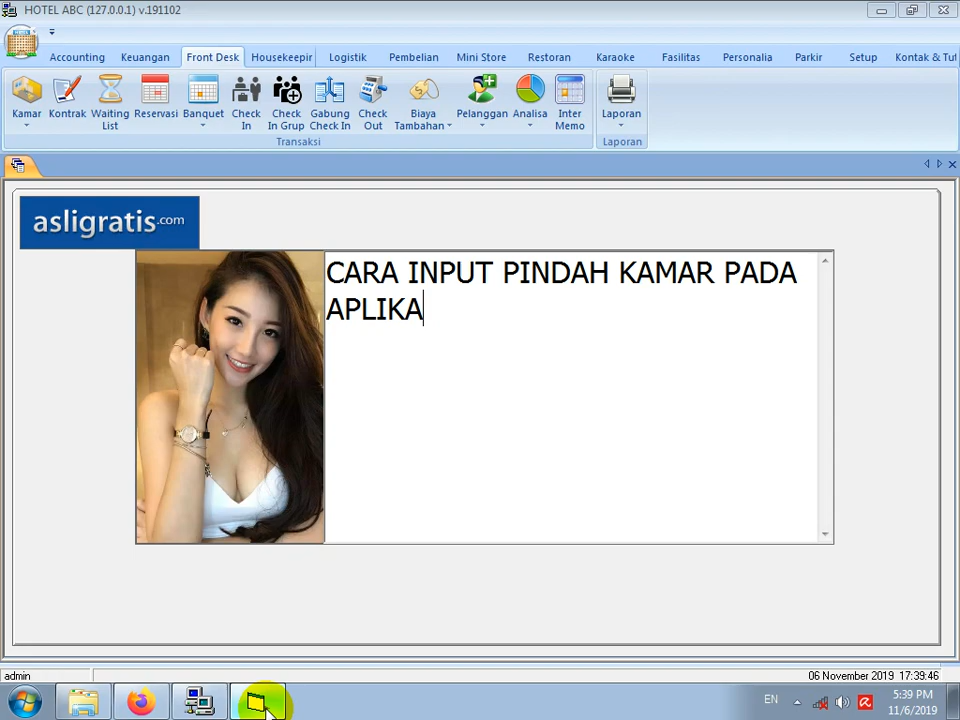 HOTEL ABC (127.0.0.1) v.191102
Accounting Keuangan Front Desk Housekeepir Logistik Pembelian Mini Store Restoran Karaoke Fasilitas Personalia Parkir Setup Kontak & Tut
Kamar Kontrak Waiting List Reservasi Banquet Check In Check In Grup Gabung Check In Check Out Biaya Tambahan Pelanggan Analisa Inter Memo Laporan
Transaksi Laporan
asligratis.com
CARA INPUT PINDAH KAMAR PADA
APLIKA
admin 06 November 2019 17:39:46
EN 5:39 PM
11/6/2019